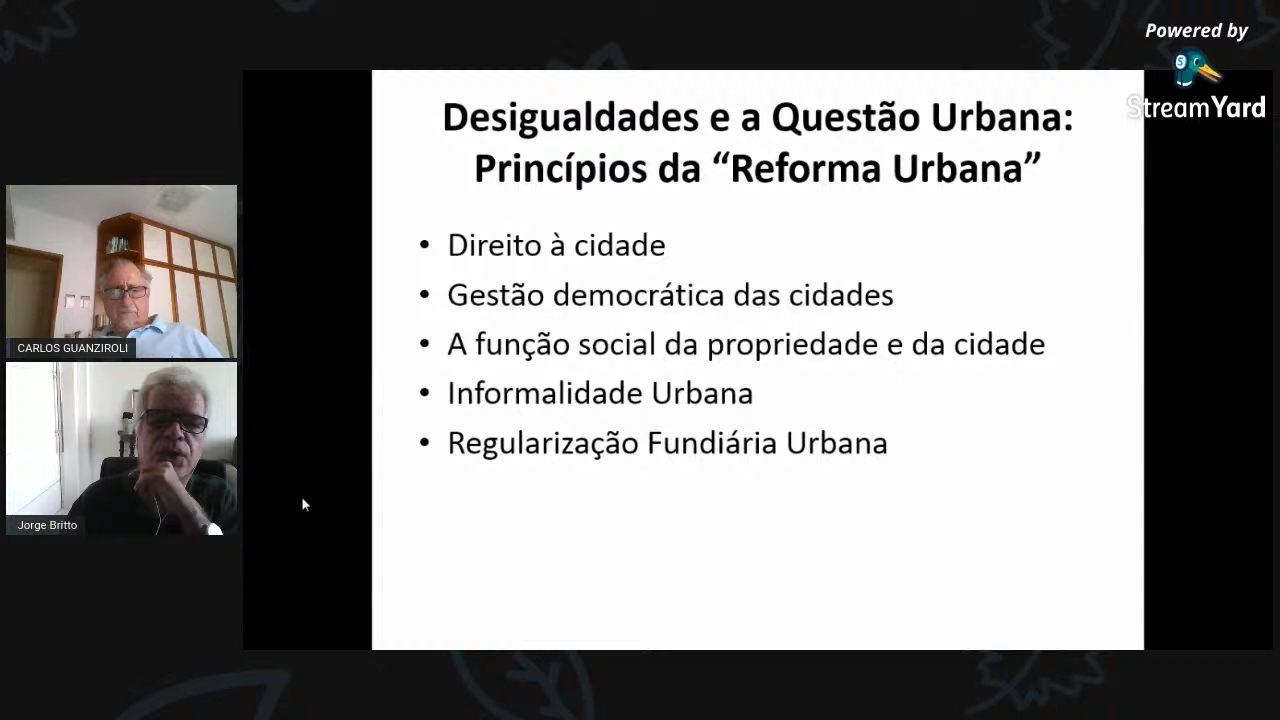 Powered by
StreamYard
Desigualdades e a Questão Urbana:
Princípios da “Reforma Urbana”
• Direito à cidade
• Gestão democrática das cidades
• A função social da propriedade e da cidade
• Informalidade Urbana
• Regularização Fundiária Urbana
CARLOS GUANZIROLI
Jorge Britto